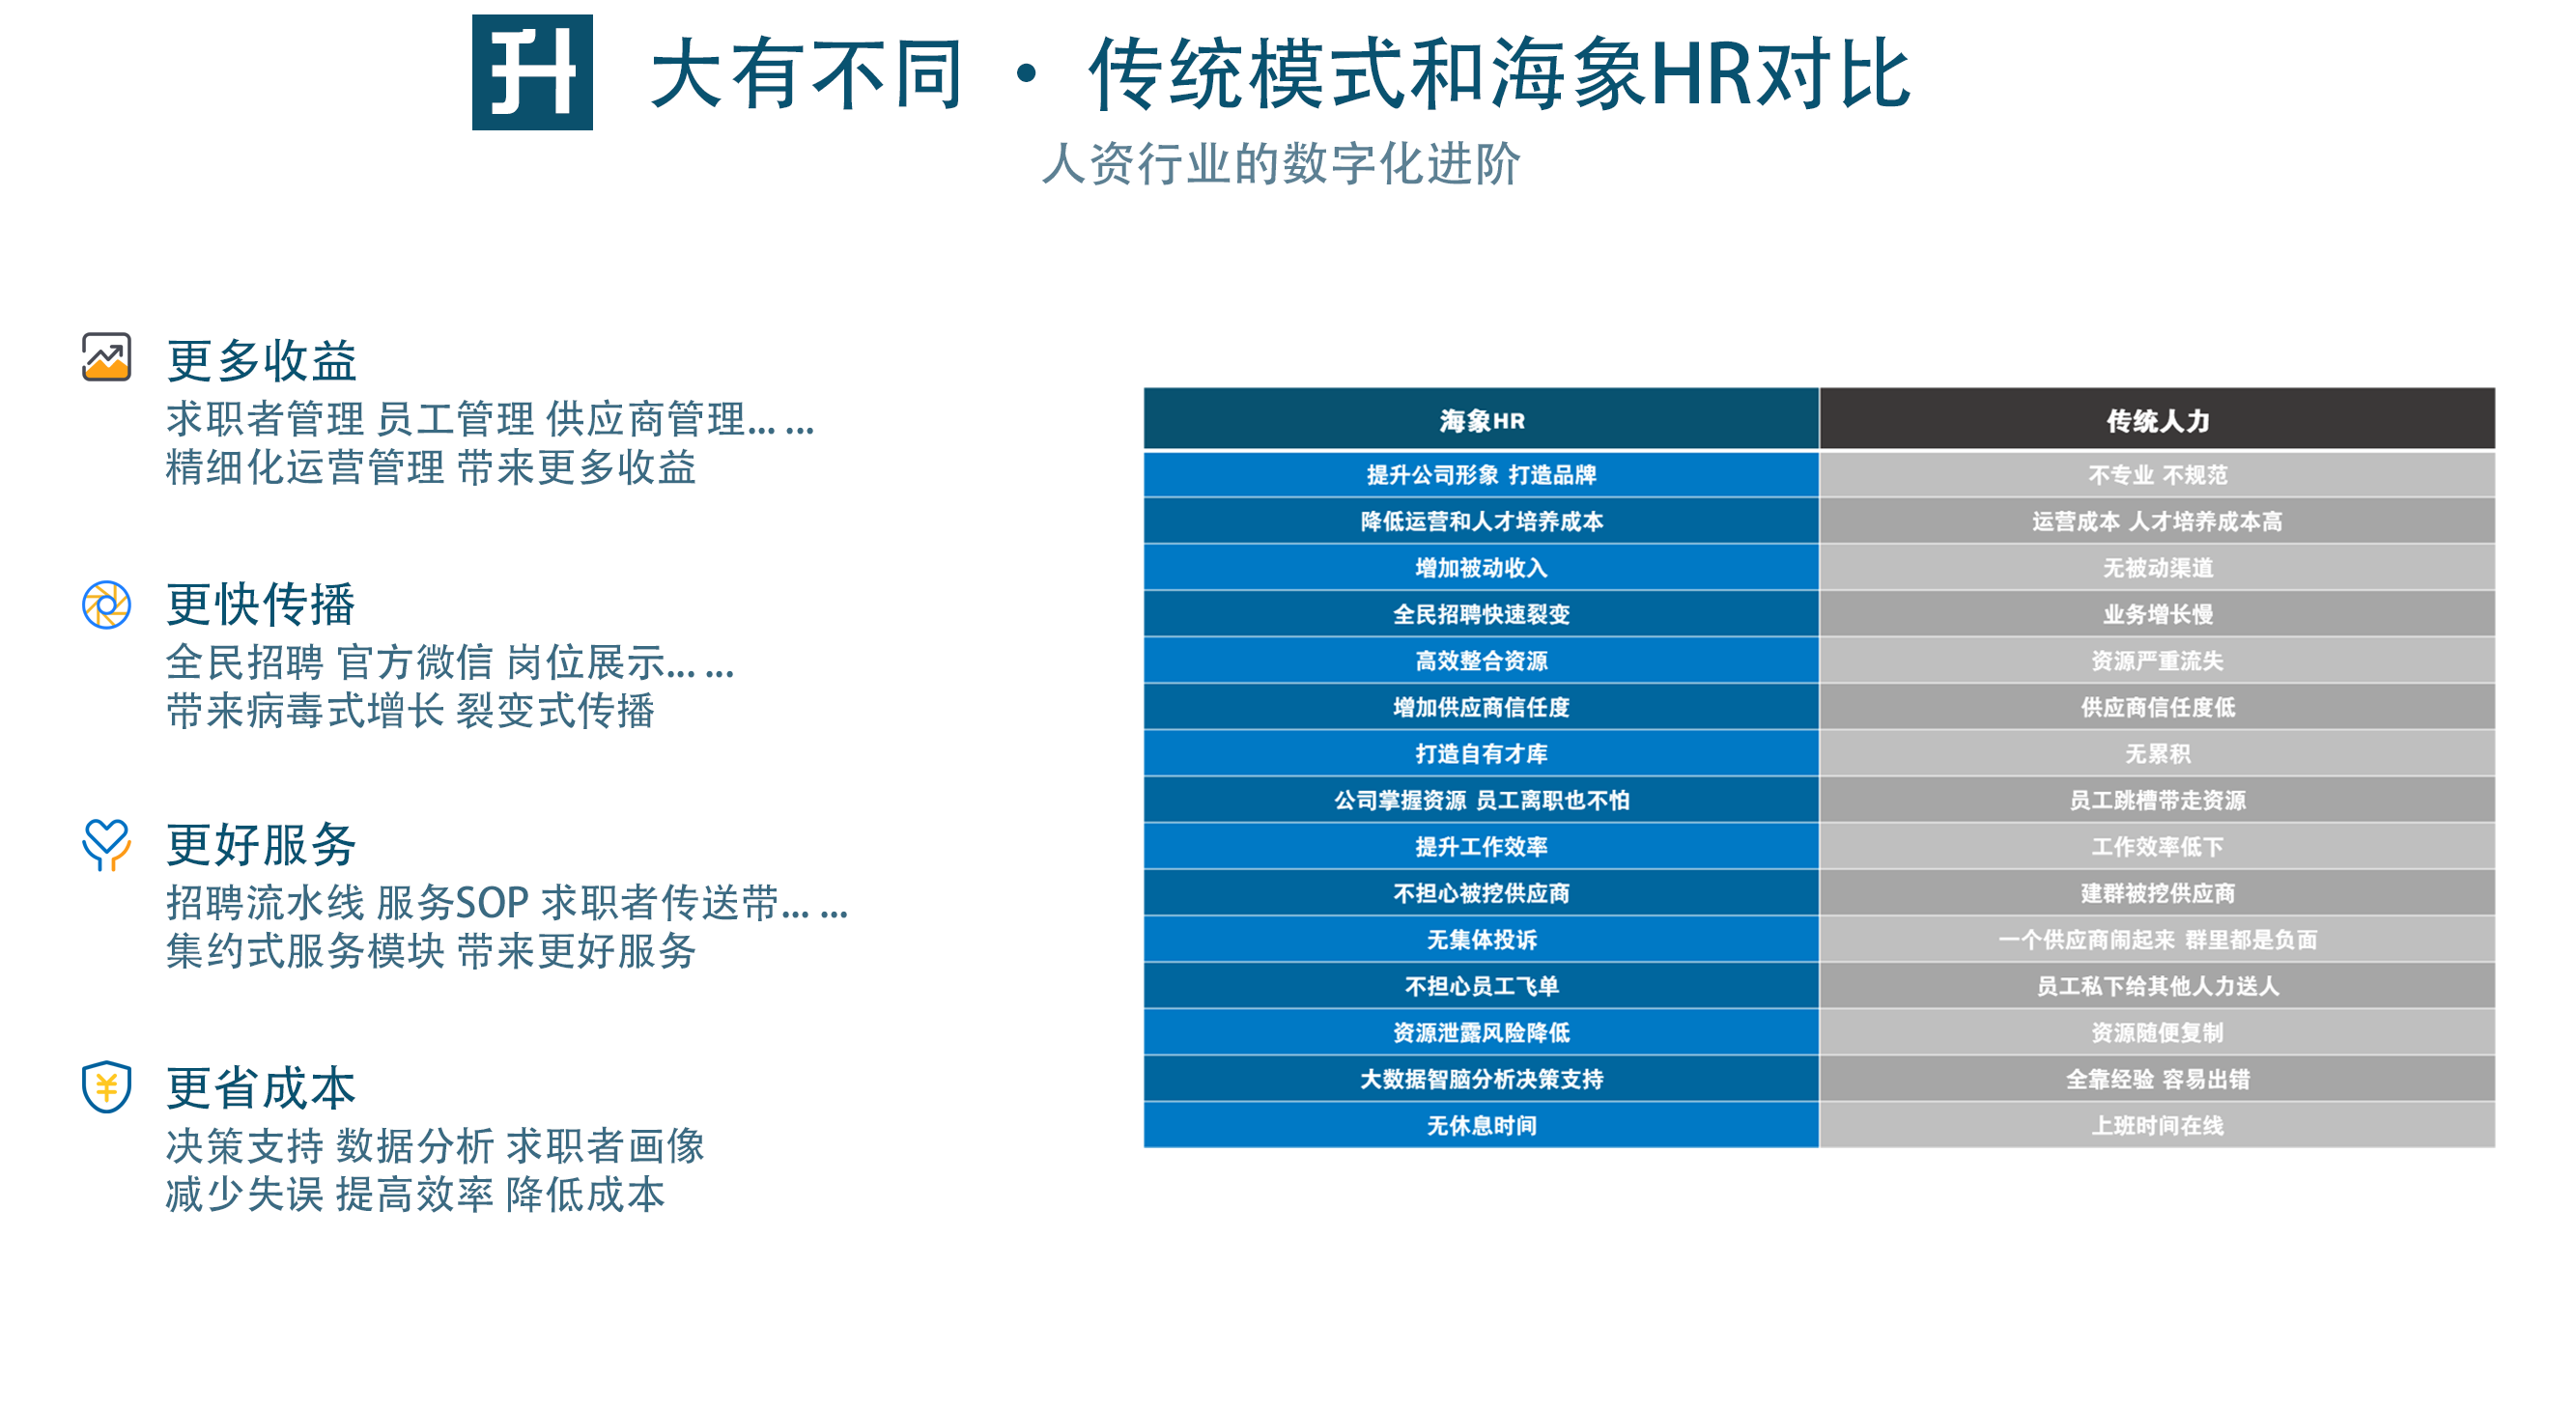 升
大有不同 · 传统模式和海象HR对比
人资行业的数字化进阶
更多收益
求职者管理 员工管理 供应商管理... ...
精细化运营管理 带来更多收益
更快传播
全民招聘 官方微信 岗位展示... ...
带来病毒式增长 裂变式传播
更好服务
招聘流水线 服务SOP 求职者传送带... ...
集约式服务模块 带来更好服务
更省成本
决策支持 数据分析 求职者画像
减少失误 提高效率 降低成本
海象HR 传统人力
提升公司形象 打造品牌 不专业 不规范
降低运营和人才培养成本 运营成本 人才培养成本高
增加被动收入 无被动渠道
全民招聘快速裂变 业务增长慢
高效整合资源 资源严重流失
增加供应商信任度 供应商信任度低
打造自有才库 无累积
公司掌握资源 员工离职也不怕 员工跳槽带走资源
提升工作效率 工作效率低下
不担心被挖供应商 建群被挖供应商
无集体投诉 一个供应商闹起来 群里都是负面
不担心员工飞单 员工私下给其他人力送人
资源泄露风险降低 资源随便复制
大数据智脑分析决策支持 全靠经验 容易出错
无休息时间 上班时间在线